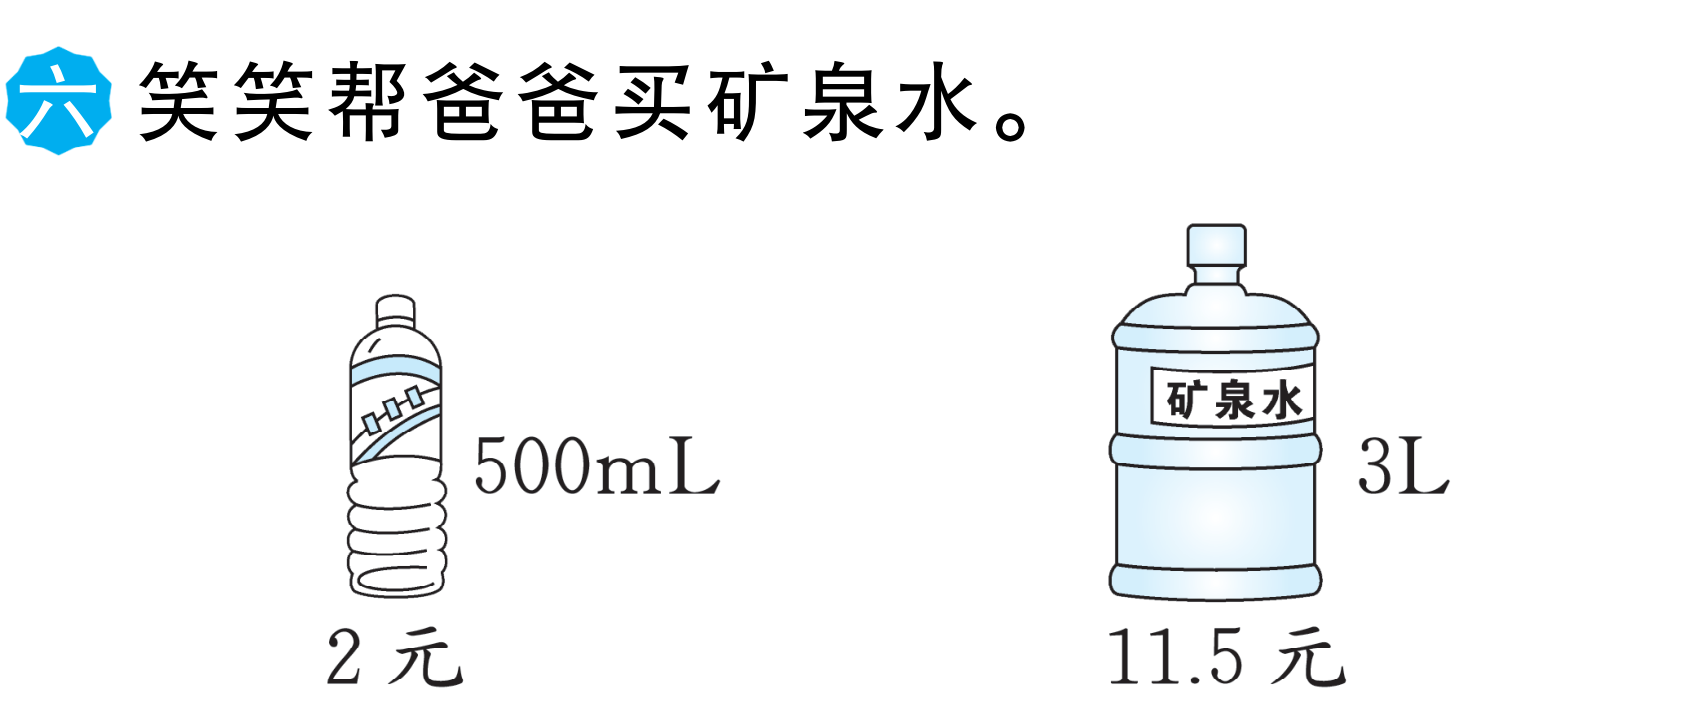 六 笑笑帮爸爸买矿泉水。
矿泉水
500mL
3L
2 元
11.5 元